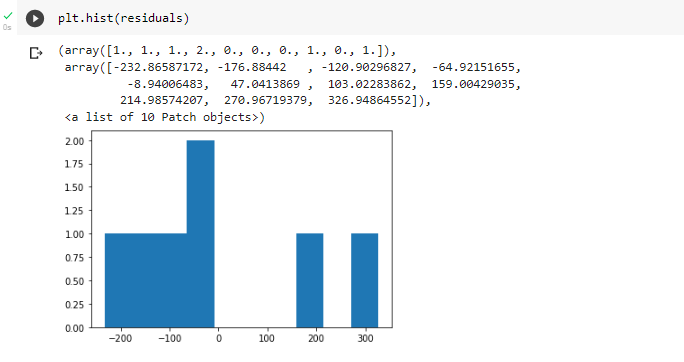 plt.hist(residuals)
0s
(array([1., 1., 1., 2., 0., 0., 0., 1., 0., 1.]),
array([-232.86587172, -176.88442 , -120.90296827, -64.92151655,
-8.94006483, 47.0413869 , 103.02283862, 159.00429035,
214.98574207, 270.96719379, 326.94864552]),
<a list of 10 Patch objects>)
2.00
1.75
1.50
1.25
1.00
0.75
0.50
0.25
0.00
−200 −100 0 100 200 300